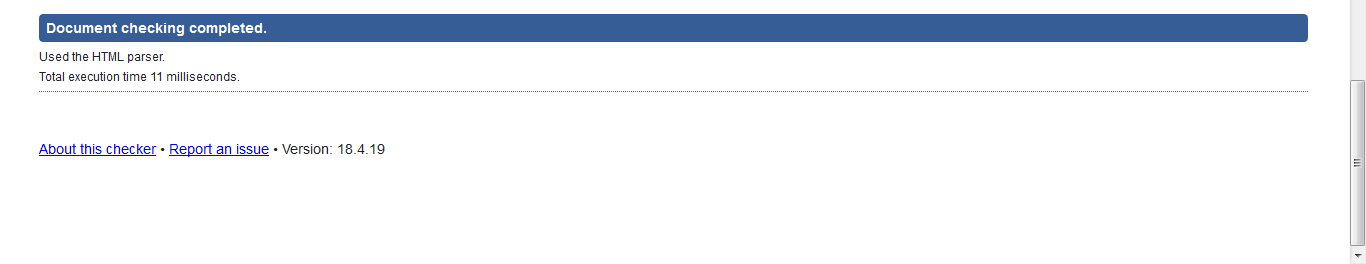 Document checking completed.
Used the HTML parser.
Total execution time 11 milliseconds.
About this checker • Report an issue • Version: 18.4.19